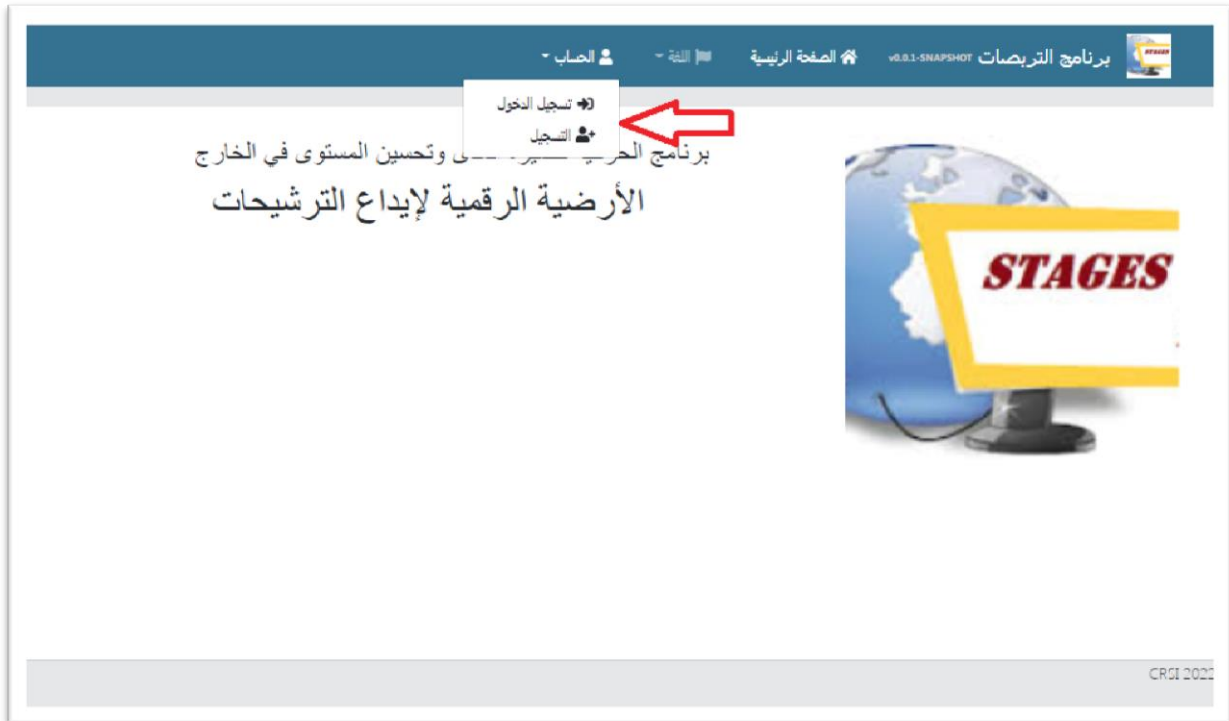 برنامج التربصات v0.0.1-SNAPSHOT
الصفحة الرئيسية
اللغة
الحساب
تسجيل الدخول
التسجيل
برنامج وتحسين المستوى في الخارج
الأرضية الرقمية لإيداع الترشيحات
STAGES
CRSI 2022